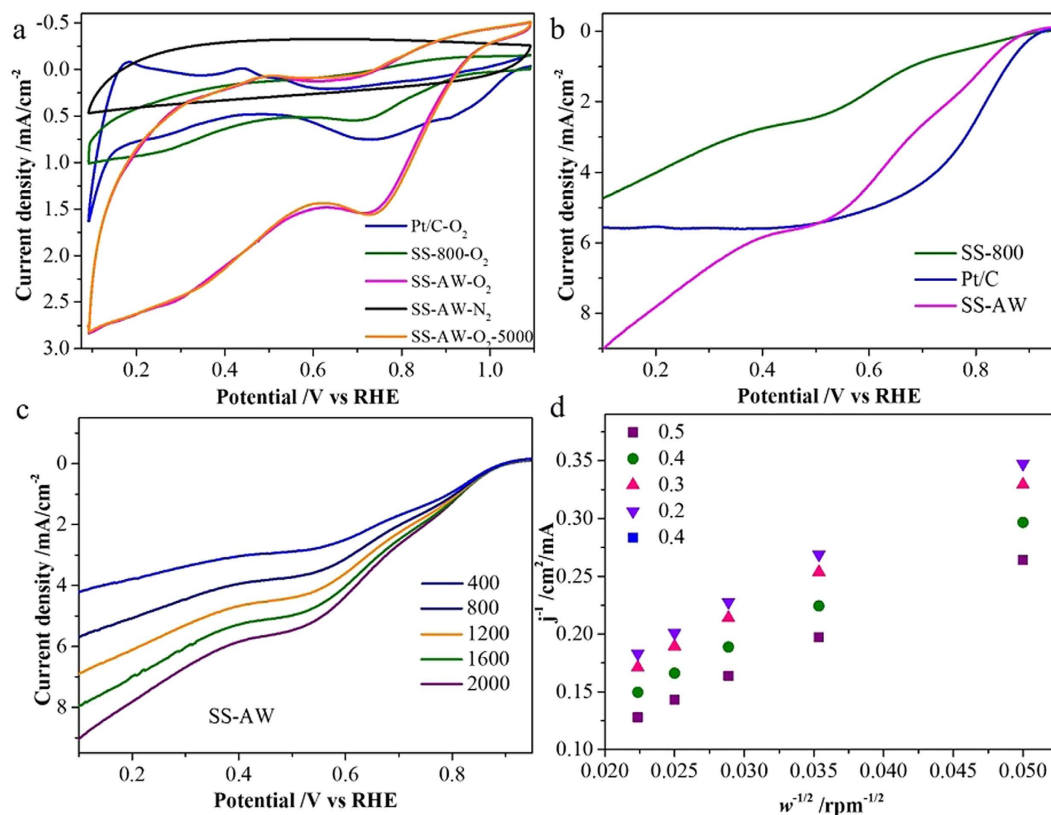 a
-0.5
0.0
0.5
1.0
1.5
2.0
2.5
3.0
Current density /mA/cm⁻²
Pt/C-O₂
SS-800-O₂
SS-AW-O₂
SS-AW-N₂
SS-AW-O₂-5000
0.2 0.4 0.6 0.8 1.0
Potential /V vs RHE
b
0
2
4
6
8
Current density /mA/cm⁻²
SS-800
Pt/C
SS-AW
0.2 0.4 0.6 0.8
Potential /V vs RHE
c
0
2
4
6
8
Current density /mA/cm⁻²
400
800
1200
1600
2000
SS-AW
0.2 0.4 0.6 0.8
Potential /V vs RHE
d
0.5
0.4
0.3
0.2
0.4
0.35
0.30
0.25
0.20
0.15
0.10
j⁻¹ /cm²/mA
0.020 0.025 0.030 0.035 0.040 0.045 0.050
w⁻¹/² /rpm⁻¹/²